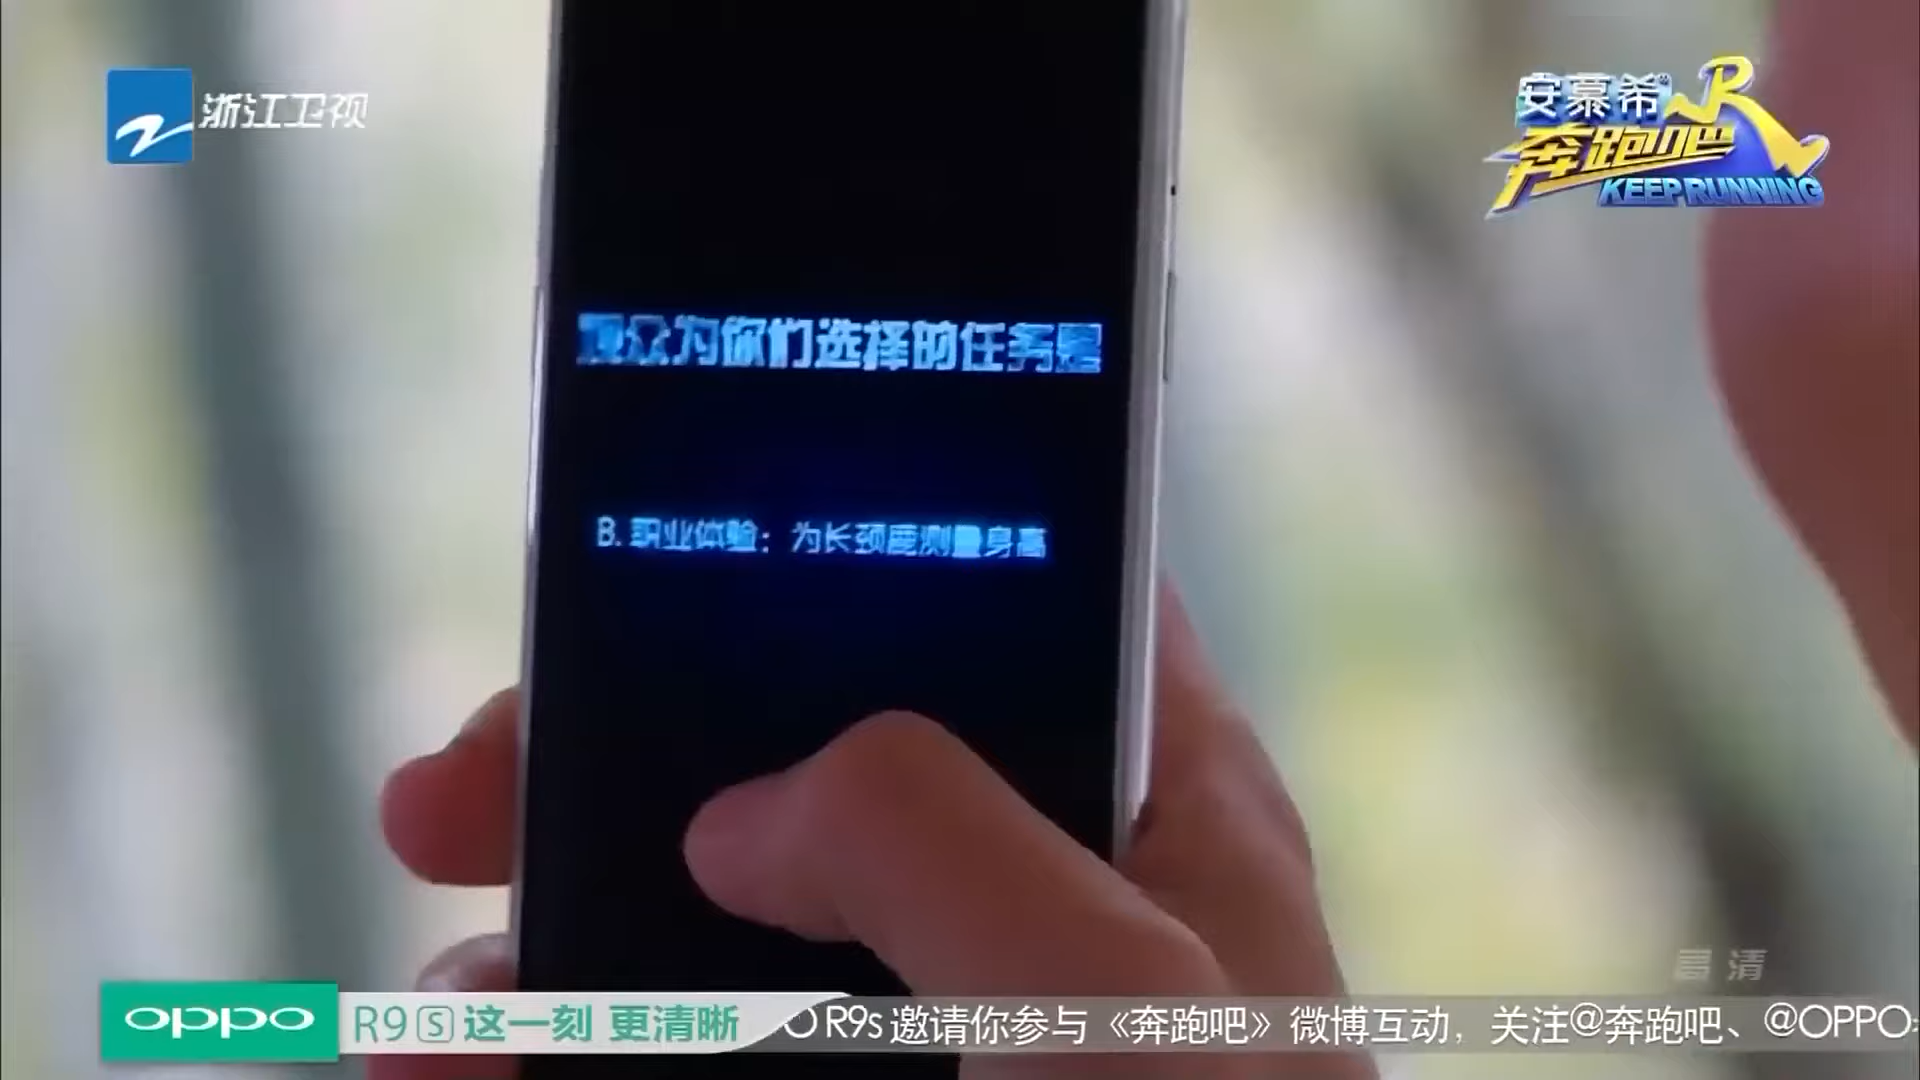 浙江卫视
安慕希
奔跑吧
KEEP RUNNING
观众为你们选择的任务是
B. 职业体验：为长颈鹿测量身高
高清
oppo R9s 这一刻 更清晰
O R9s 邀请你参与《奔跑吧》微博互动，关注@奔跑吧、@OPPO